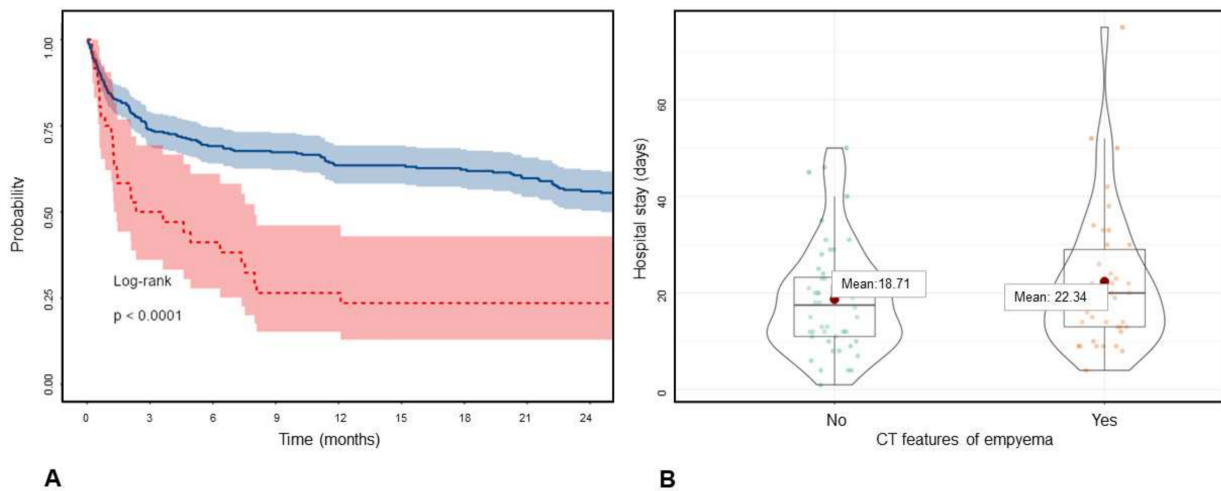 1.00
0.75
0.50
0.25
0.00
Probability
Log-rank
p < 0.0001
0 3 6 9 12 15 18 21 24
Time (months)
A
60
40
20
0
Hospital stay (days)
Mean:18.71
Mean: 22.34
No Yes
CT features of empyema
B